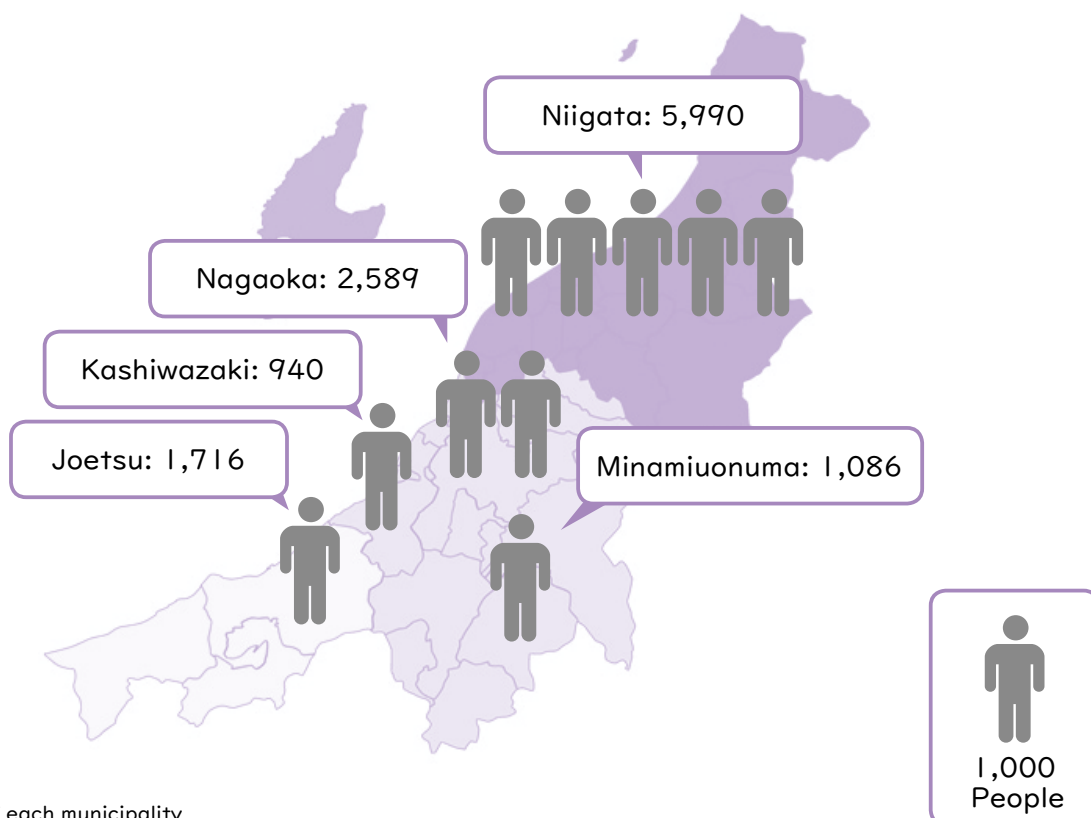 Niigata: 5,990
Nagaoka: 2,589
Kashiwazaki: 940
Joetsu: 1,716
Minamiuonuma: 1,086
1,000
People
each municipality